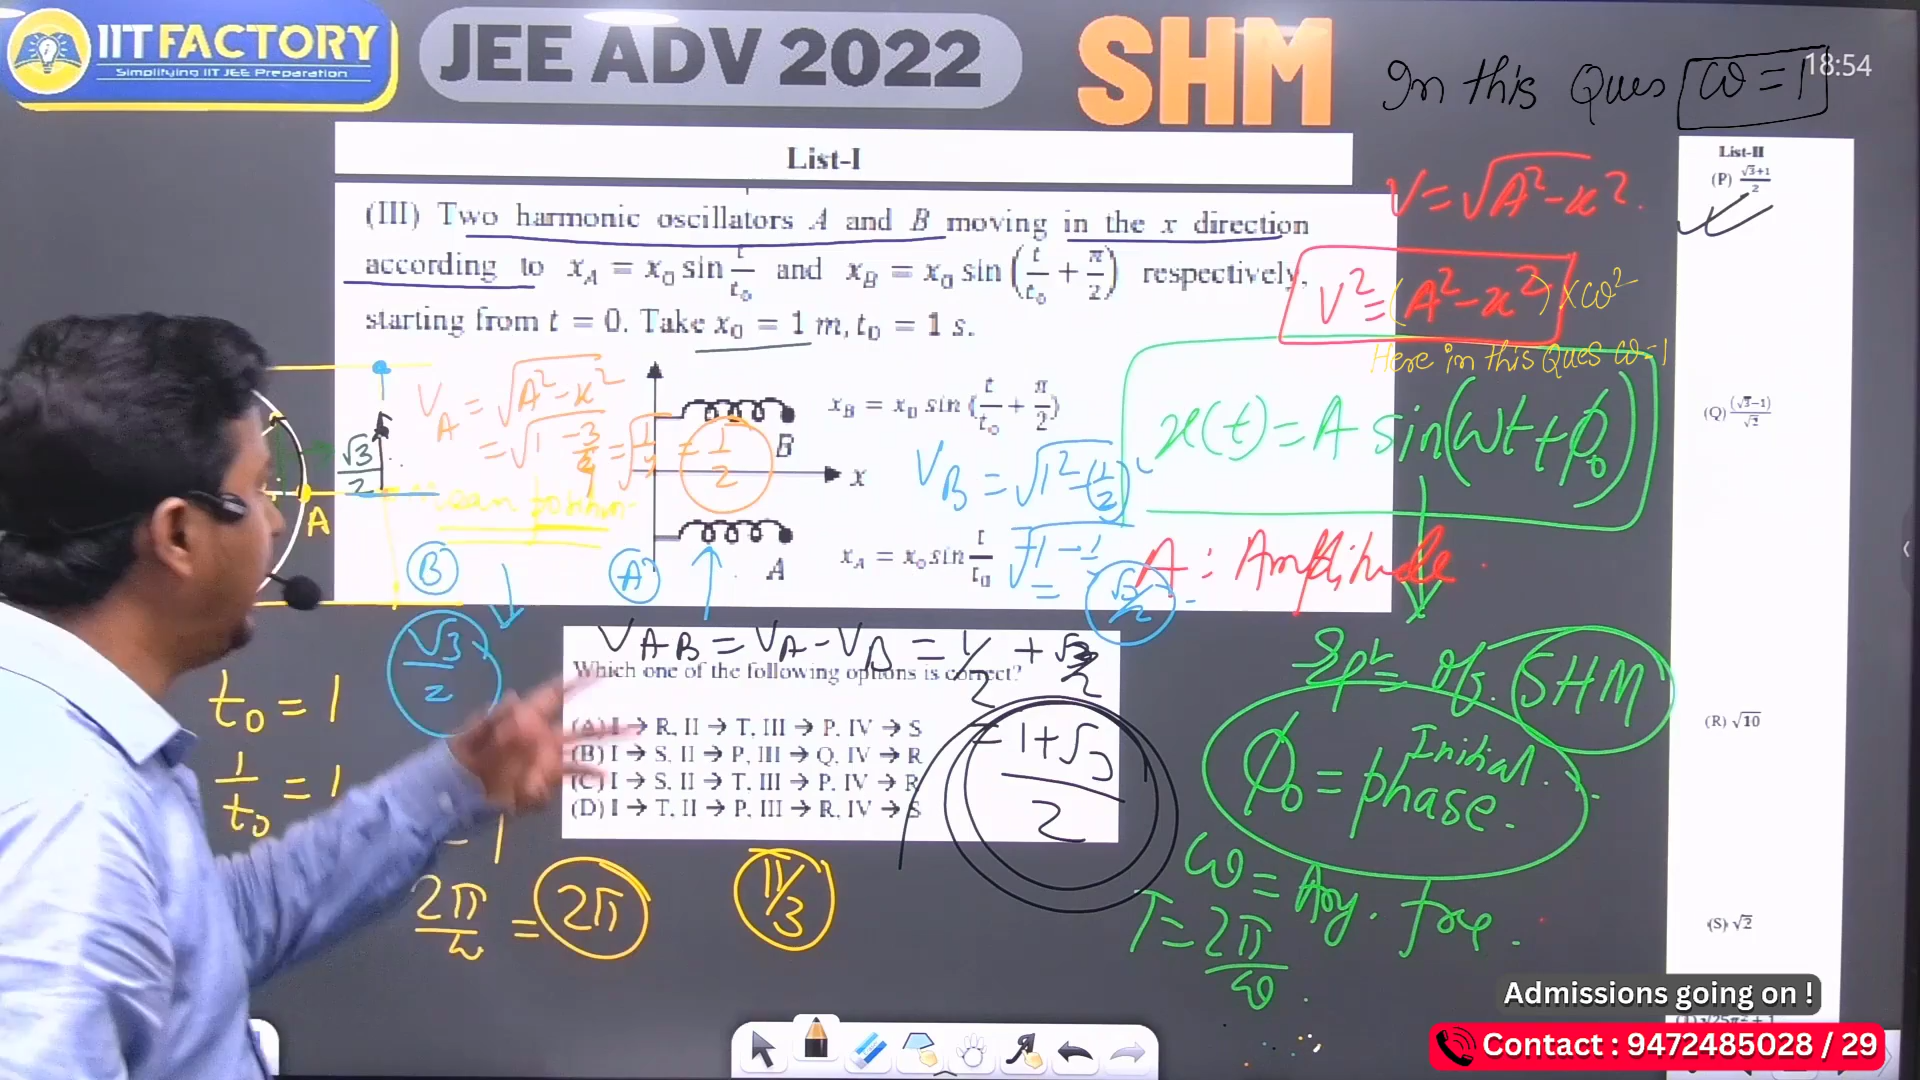 IIT FACTORY
Simplifying IIT JEE Preparation
JEE ADV 2022
SHM
In this Ques ω = 1
18:54
List-I
List-II
(P) (√3+1)/2
(Q) (√3-1)/√2
(R) √10
(S) √2
(III) Two harmonic oscillators A and B moving in the x direction
according to x_A = x_0 sin t/t_0 and x_B = x_0 sin (t/t_0 + π/2) respectively,
starting from t = 0. Take x_0 = 1 m, t_0 = 1 s.
x_B = x_0 sin (t/t_0 + π/2)
B
x
x_A = x_0 sin t/t_0
A
V = √A² - x².
V² = (A² - x²) × ω²
Here in this Ques ω = 1
x(t) = A sin(ωt + φ_0)
A : Amplitude.
of SHM
φ_0 = Initial phase.
ω = Ang. fre.
T = 2π/ω
V_A = √A² - x²
= √1 - 3/4 = √1/4 = 1/2
√3/2
A
V_B = √1² - (1/2)²
√3/2
B
A
√3/2
V_AB = V_A - V_B = 1/2 + √3/2
= 1+√3/2
Which one of the following options is correct?
(A) I → R, II → T, III → P, IV → S
(B) I → S, II → P, III → Q, IV → R
(C) I → S, II → T, III → P, IV → R
(D) I → T, II → P, III → R, IV → S
t_0 = 1
1/t_0 = 1
2π/ω = 2π
π/3
Admissions going on !
Contact : 9472485028 / 29